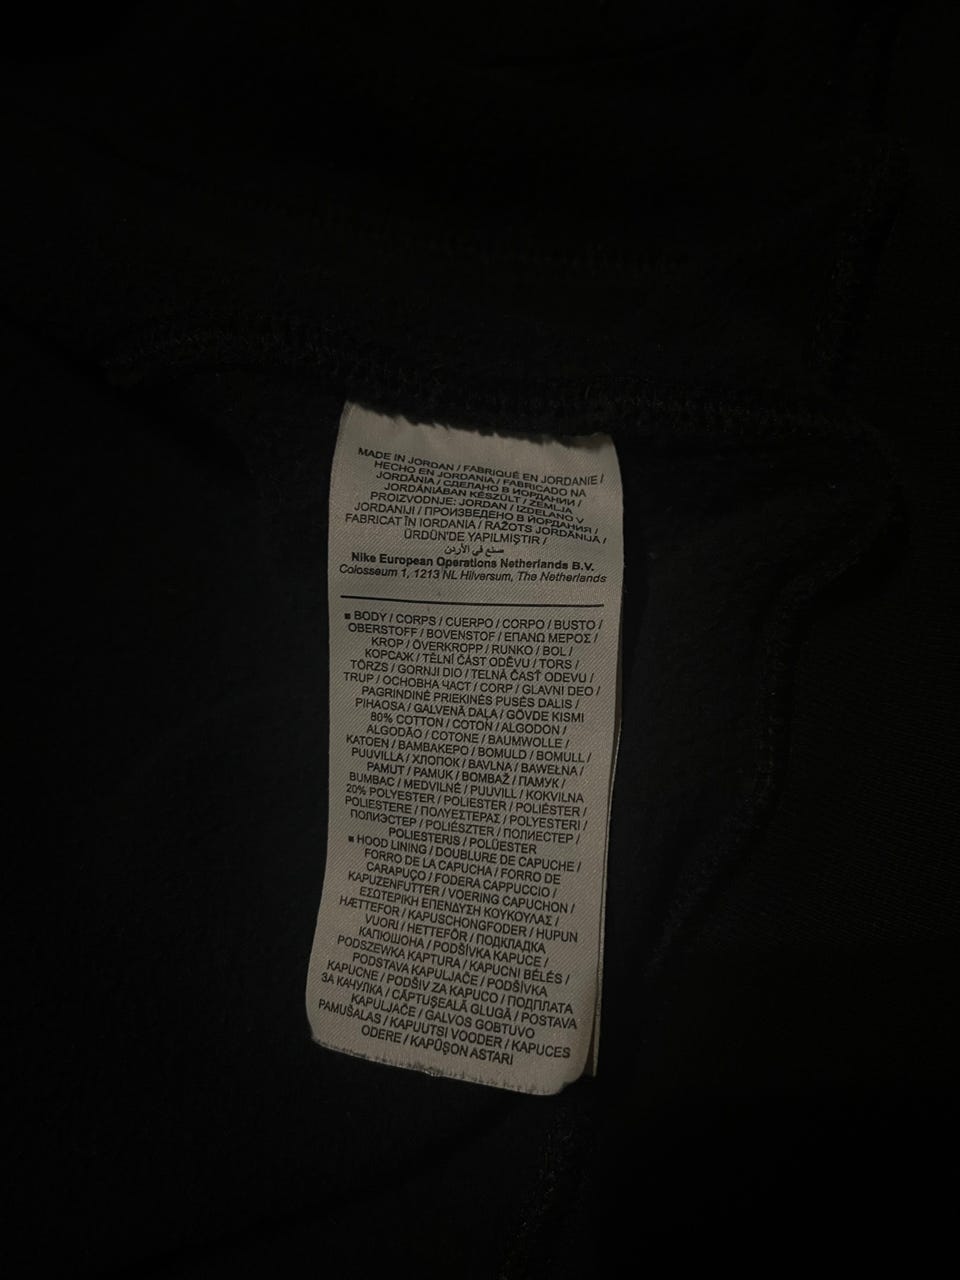 MADE IN JORDAN / FABRIQUÉ EN JORDANIE /
HECHO EN JORDANIA / FABRICADO NA
JORDÂNIA / СДЕЛАНО В ИОРДАНИИ /
JORDÁNIÁBAN KÉSZÜLT / ZEMLJA
PROIZVODNJE: JORDAN / IZDELANO V
JORDANIJI / ПРОИЗВЕДЕНО В ЙОРДАНИЯ /
FABRICAT ÎN IORDANIA / RAŽOTS JORDĀNIJĀ /
ÜRDÜN'DE YAPILMIŞTIR /
صنع في الأردن
Nike European Operations Netherlands B.V.
Colosseum 1, 1213 NL Hilversum, The Netherlands
■ BODY / CORPS / CUERPO / CORPO / BUSTO /
OBERSTOFF / BOVENSTOF / ΕΠΑΝΩ ΜΕΡΟΣ /
KROP / ÖVERKROPP / RUNKO / BOL /
КОРСАЖ / TĚLNÍ ČÁST ODĚVU / TORS /
TÖRZS / GORNJI DIO / TELNÁ ČASŤ ODEVU /
TRUP / ОСНОВНА ЧАСТ / CORP / GLAVNI DEO /
PAGRINDINĖ PRIEKINĖS PUSĖS DALIS /
PIHAOSA / GALVENĀ DAĻA / GÖVDE KISMI
80% COTTON / COTON / ALGODON /
ALGODÃO / COTONE / BAUMWOLLE /
KATOEN / ΒΑΜΒΑΚΕΡΟ / BOMULD / BOMULL /
PUUVILLA / ХЛОПОК / BAVLNA / BAWEŁNA /
PAMUT / PAMUK / BOMBAŽ / ПАМУК /
BUMBAC / MEDVILNĖ / PUUVILL / KOKVILNA
20% POLYESTER / POLIESTER / POLIÉSTER /
POLIESTERE / ΠΟΛΥΕΣΤΕΡΑΣ / POLYESTERI /
ПОЛИЭСТЕР / POLIÉSZTER / ПОЛИЕСТЕР /
POLIESTERIS / POLÜESTER
■ HOOD LINING / DOUBLURE DE CAPUCHE /
FORRO DE LA CAPUCHA / FORRO DE
CARAPUÇO / FODERA CAPPUCCIO /
KAPUZENFUTTER / VOERING CAPUCHON /
ΕΣΩΤΕΡΙΚΗ ΕΠΕΝΔΥΣΗ ΚΟΥΚΟΥΛΑΣ /
HÆTTEFOR / KAPUSCHONGFODER / HUPUN
VUORI / HETTEFÔR / ПОДКЛАДКА
КАПЮШОНА / PODŠÍVKA KAPUCE /
PODSZEWKA KAPTURA / KAPUCNI BÉLÉS /
PODSTAVA KAPULJAČE / PODŠÍVKA
KAPUCNE / PODŠIV ZA KAPUCO / ПОДПЛАТА
ЗА КАЧУЛКА / CĂPTUŞEALĂ GLUGĂ / POSTAVA
KAPULJAČE / GALVOS GOBTUVO
PAMUŠALAS / KAPUUTSI VOODER / KAPUCES
ODERE / KAPÜŞON ASTARI